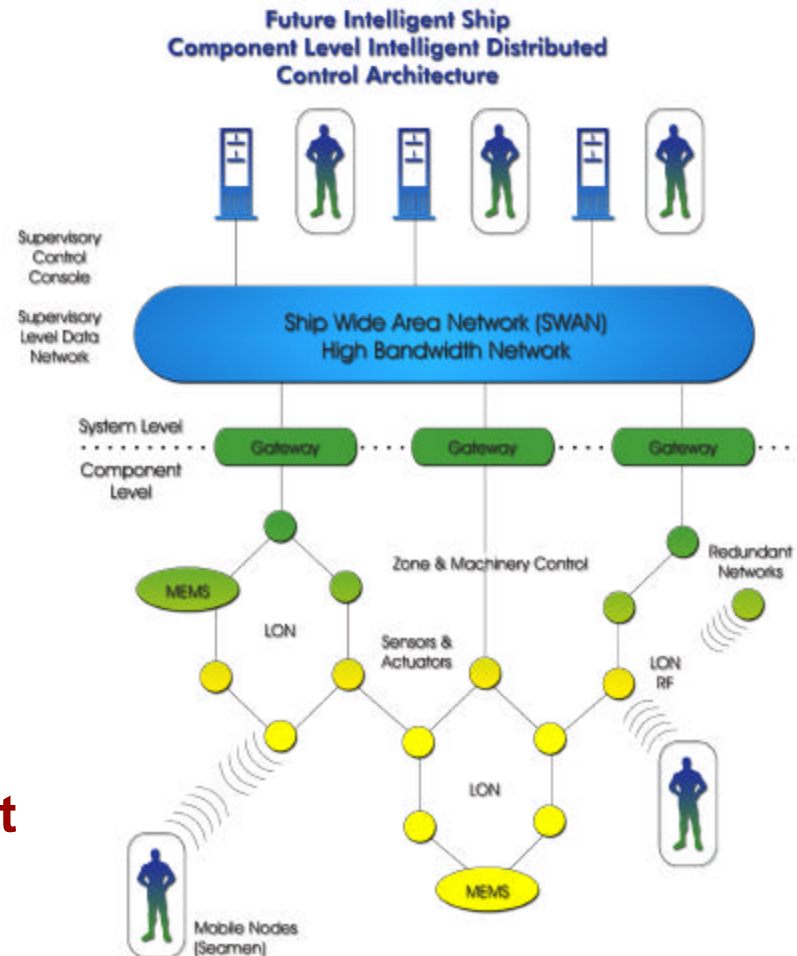 Future Intelligent Ship
Component Level Intelligent Distributed
Control Architecture
Supervisory
Control
Console
Supervisory
Level Data
Network
Ship Wide Area Network (SWAN)
High Bandwidth Network
System Level
Gateway
Gateway
Gateway
Component
Level
Zone & Machinery Control
Redundant
Networks
MEMS
LON
Sensors &
Actuators
LON
RF
LON
t
MEMS
Mobile Nodes
(Seamen)